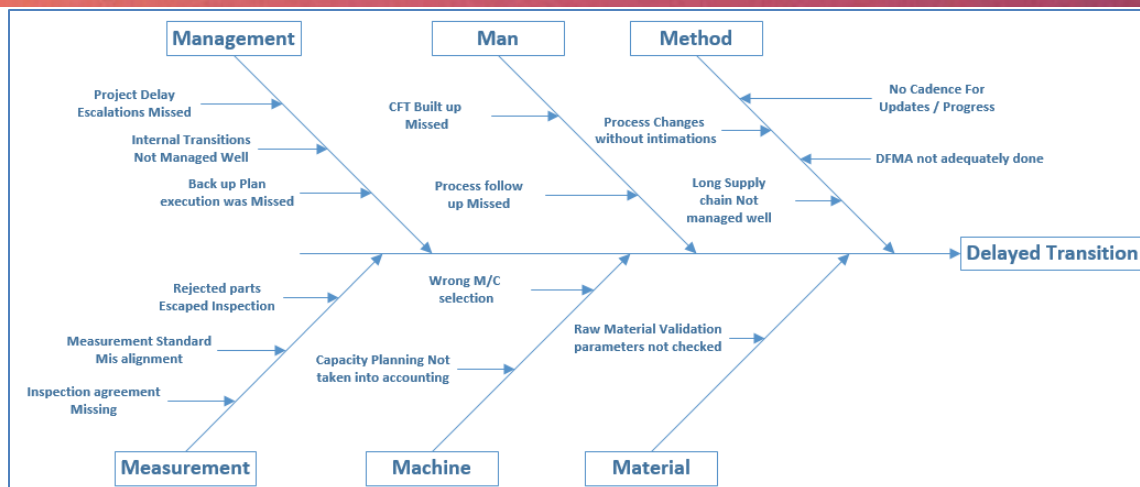 Management
Man
Method
Project Delay
Escalations Missed
Internal Transitions
Not Managed Well
Back up Plan
execution was Missed
CFT Built up
Missed
Process follow
up Missed
No Cadence For
Updates / Progress
Process Changes
without intimations
DFMA not adequately done
Long Supply
chain Not
managed well
Delayed Transition
Rejected parts
Escaped Inspection
Measurement Standard
Mis alignment
Inspection agreement
Missing
Wrong M/C
selection
Capacity Planning Not
taken into accounting
Raw Material Validation
parameters not checked
Measurement
Machine
Material